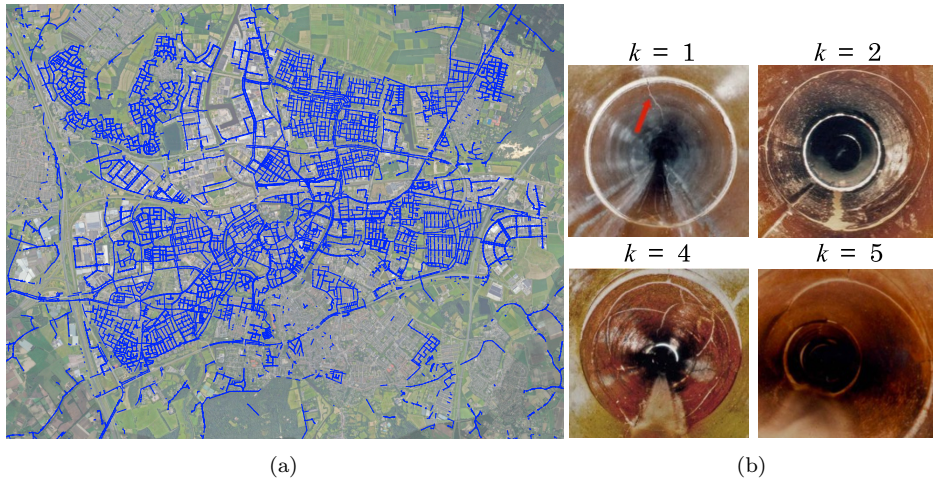 k = 1
k = 2
k = 4
k = 5
(a)
(b)